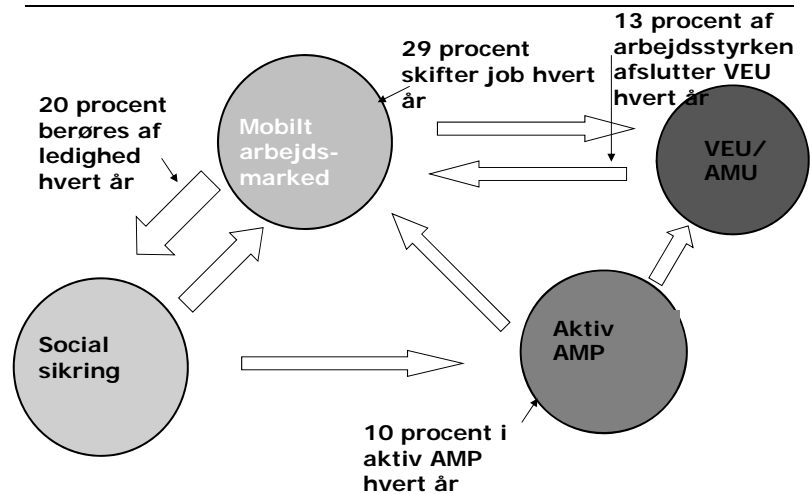 13 procent af
arbejdsstyrken
afslutter VEU
hvert år
29 procent
skifter job hvert
år
20 procent
berøres af
ledighed
hvert år
Mobilt
arbejds-
marked
VEU/
AMU
Social
sikring
Aktiv
AMP
10 procent i
aktiv AMP
hvert år